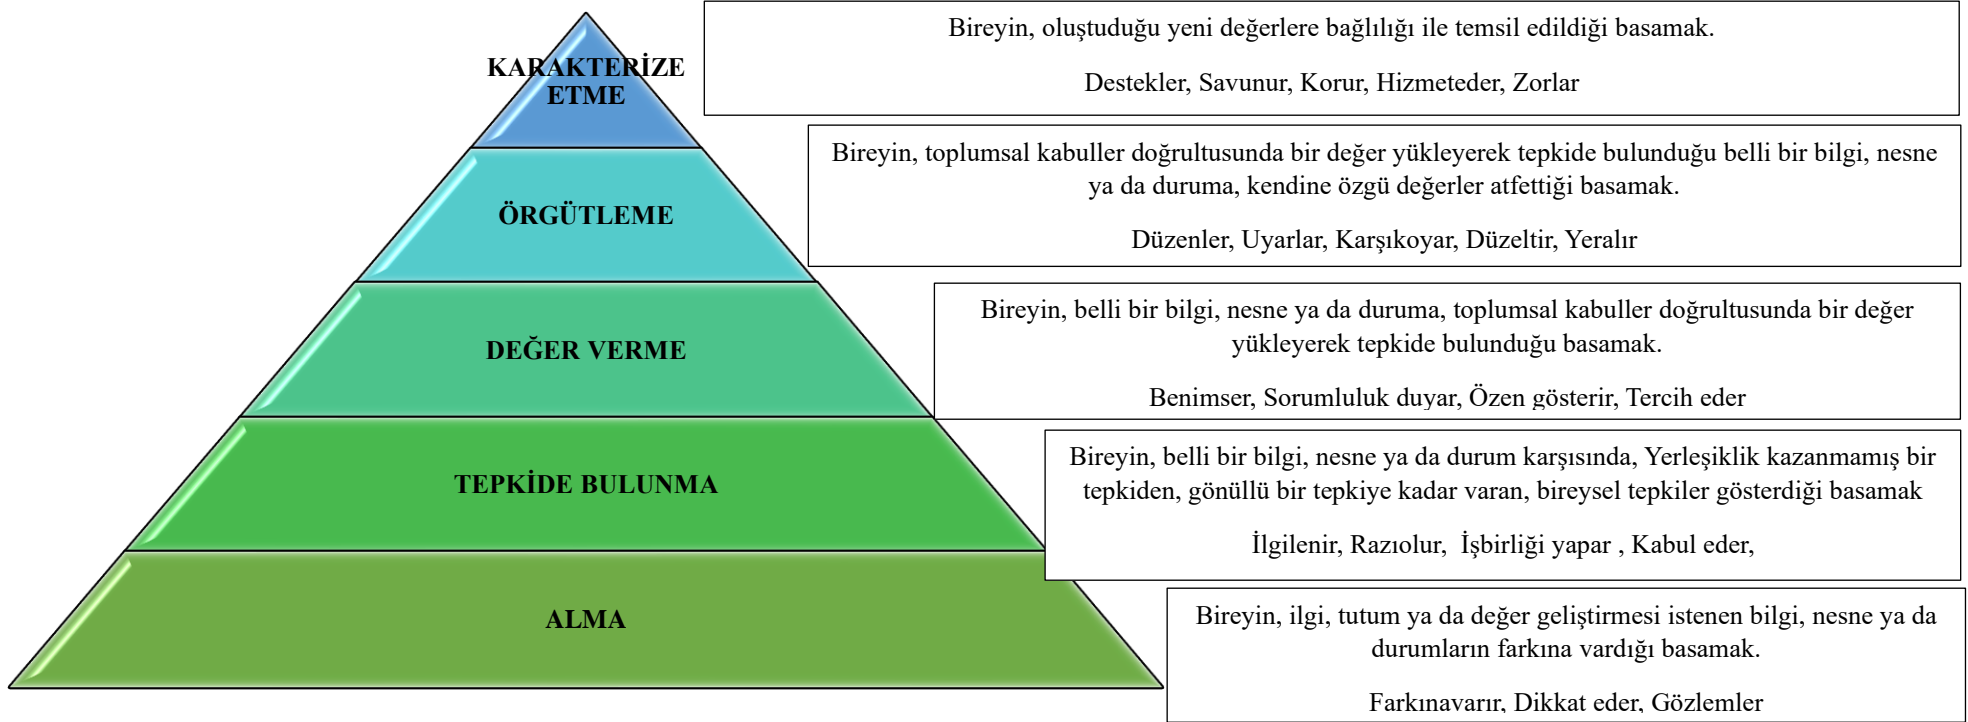 KARAKTERİZE
ETME
Bireyin, oluştuduğu yeni değerlere bağlılığı ile temsil edildiği basamak.
Destekler, Savunur, Korur, Hizmeteder, Zorlar
ÖRGÜTLEME
Bireyin, toplumsal kabuller doğrultusunda bir değer yükleyerek tepkide bulunduğu belli bir bilgi, nesne
ya da duruma, kendine özgü değerler atfettiği basamak.
Düzenler, Uyarlar, Karşıkoyar, Düzeltir, Yeralır
DEĞER VERME
Bireyin, belli bir bilgi, nesne ya da duruma, toplumsal kabuller doğrultusunda bir değer
yükleyerek tepkide bulunduğu basamak.
Benimser, Sorumluluk duyar, Özen gösterir, Tercih eder
TEPKİDE BULUNMA
Bireyin, belli bir bilgi, nesne ya da durum karşısında, Yerleşiklik kazanmamış bir
tepkiden, gönüllü bir tepkiye kadar varan, bireysel tepkiler gösterdiği basamak
İlgilenir, Razıolur,  İşbirliği yapar , Kabul eder,
ALMA
Bireyin, ilgi, tutum ya da değer geliştirmesi istenen bilgi, nesne ya da
durumların farkına vardığı basamak.
Farkınavarır, Dikkat eder, Gözlemler